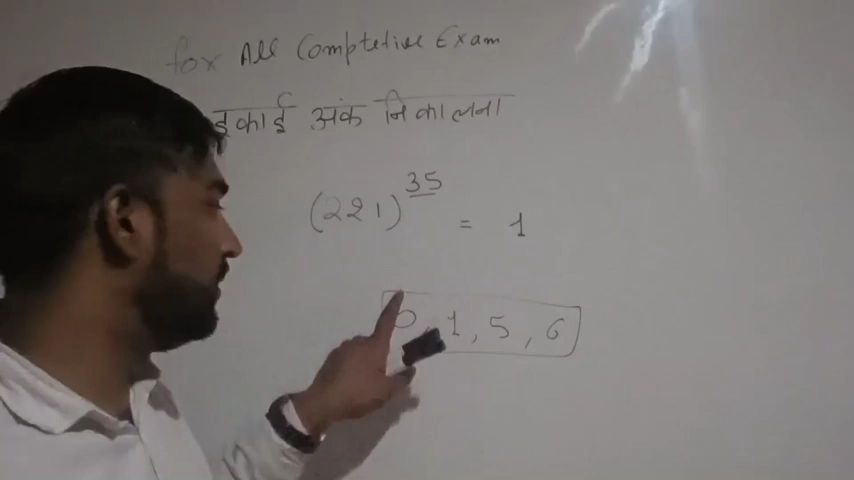 for All Comptetive Exam
इकाई अंक निकालना
(221)^35 = 1
0, 1, 5, 6